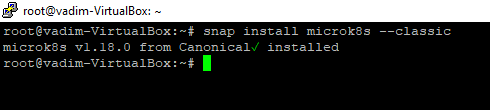 root@vadim-VirtualBox: ~
root@vadim-VirtualBox:~# snap install microk8s --classic
microk8s v1.18.0 from Canonical✓ installed
root@vadim-VirtualBox:~#